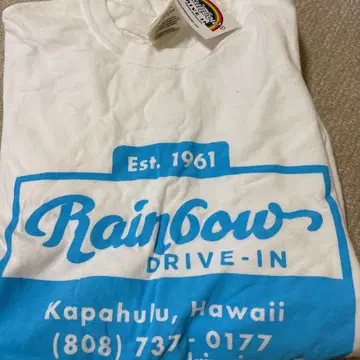 Est. 1961
Rainbow
DRIVE-IN
Kapahulu, Hawaii
(808) 737-0177